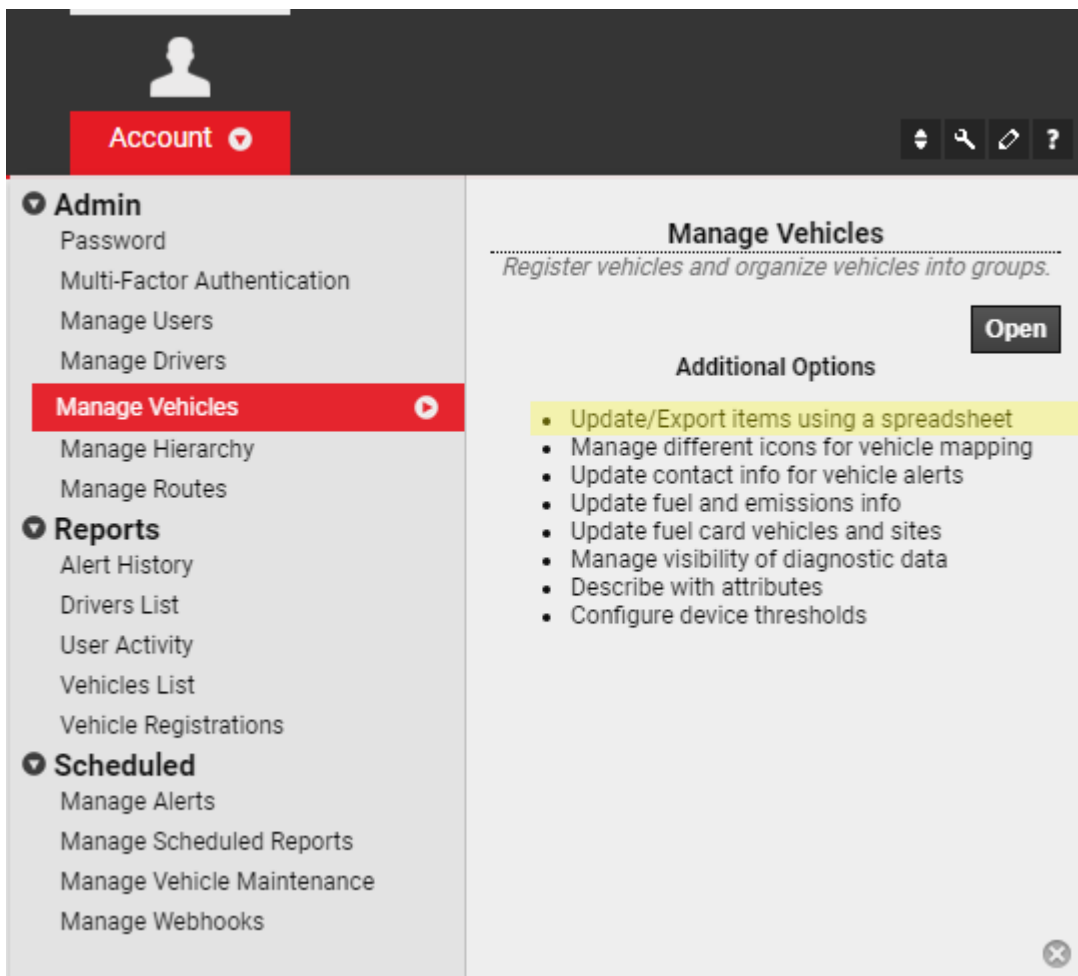 Account
?
Admin
Password
Multi-Factor Authentication
Manage Users
Manage Drivers
Manage Vehicles
Manage Hierarchy
Manage Routes
Reports
Alert History
Drivers List
User Activity
Vehicles List
Vehicle Registrations
Scheduled
Manage Alerts
Manage Scheduled Reports
Manage Vehicle Maintenance
Manage Webhooks
Manage Vehicles
Register vehicles and organize vehicles into groups.
Open
Additional Options
• Update/Export items using a spreadsheet
• Manage different icons for vehicle mapping
• Update contact info for vehicle alerts
• Update fuel and emissions info
• Update fuel card vehicles and sites
• Manage visibility of diagnostic data
• Describe with attributes
• Configure device thresholds